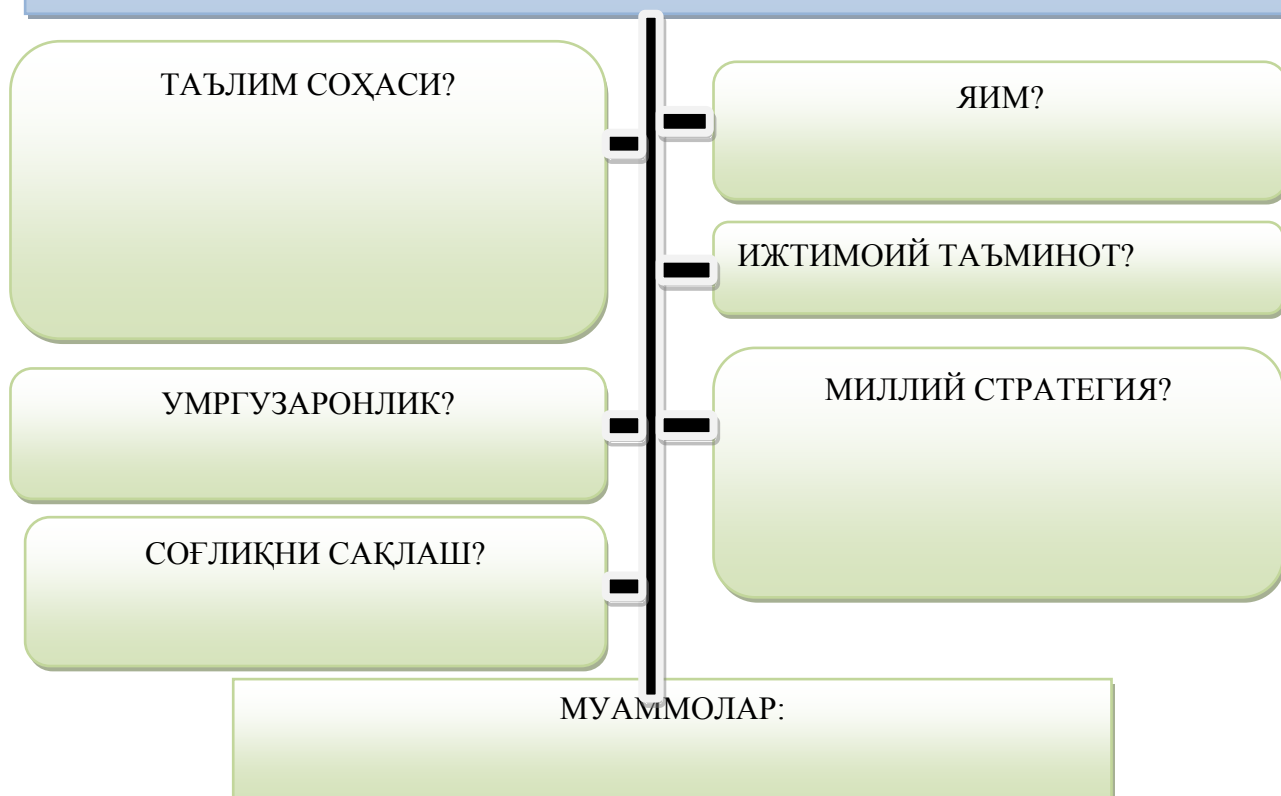 ТАЪЛИМ СОҲАСИ?
ЯИМ?
ИЖТИМОИЙ ТАЪМИНОТ?
УМРГУЗАРОНЛИК?
МИЛЛИЙ СТРАТЕГИЯ?
СОҒЛИҚНИ САҚЛАШ?
МУАММОЛАР: